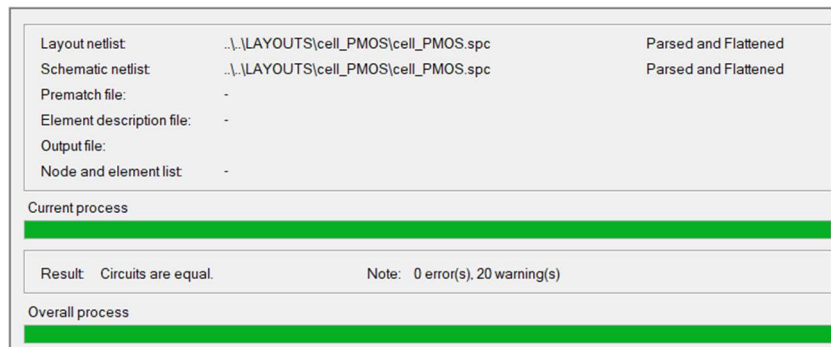 Layout netlist: ..\..\LAYOUTS\cell_PMOS\cell_PMOS.spc Parsed and Flattened
Schematic netlist: ..\..\LAYOUTS\cell_PMOS\cell_PMOS.spc Parsed and Flattened
Prematch file: -
Element description file: -
Output file:
Node and element list: -
Current process
Result: Circuits are equal. Note: 0 error(s), 20 warning(s)
Overall process